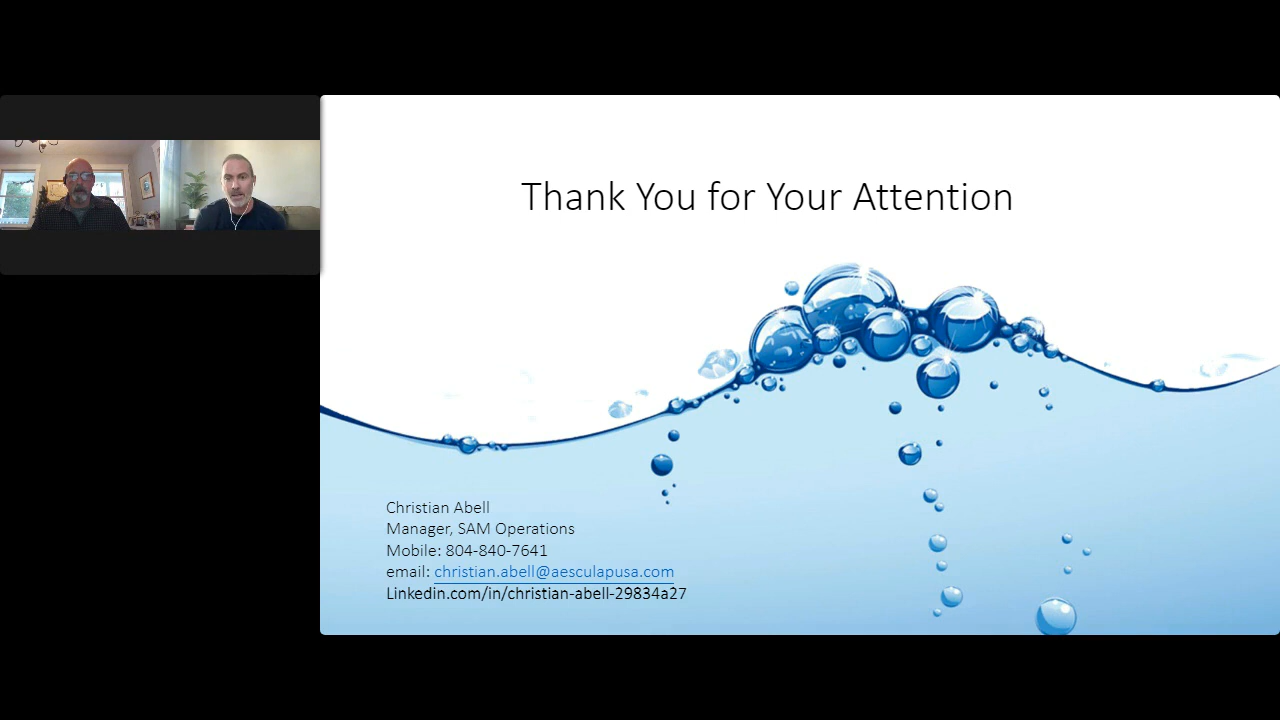 Thank You for Your Attention
Christian Abell
Manager, SAM Operations
Mobile: 804-840-7641
email: christian.abell@aesculapusa.com
Linkedin.com/in/christian-abell-29834a27